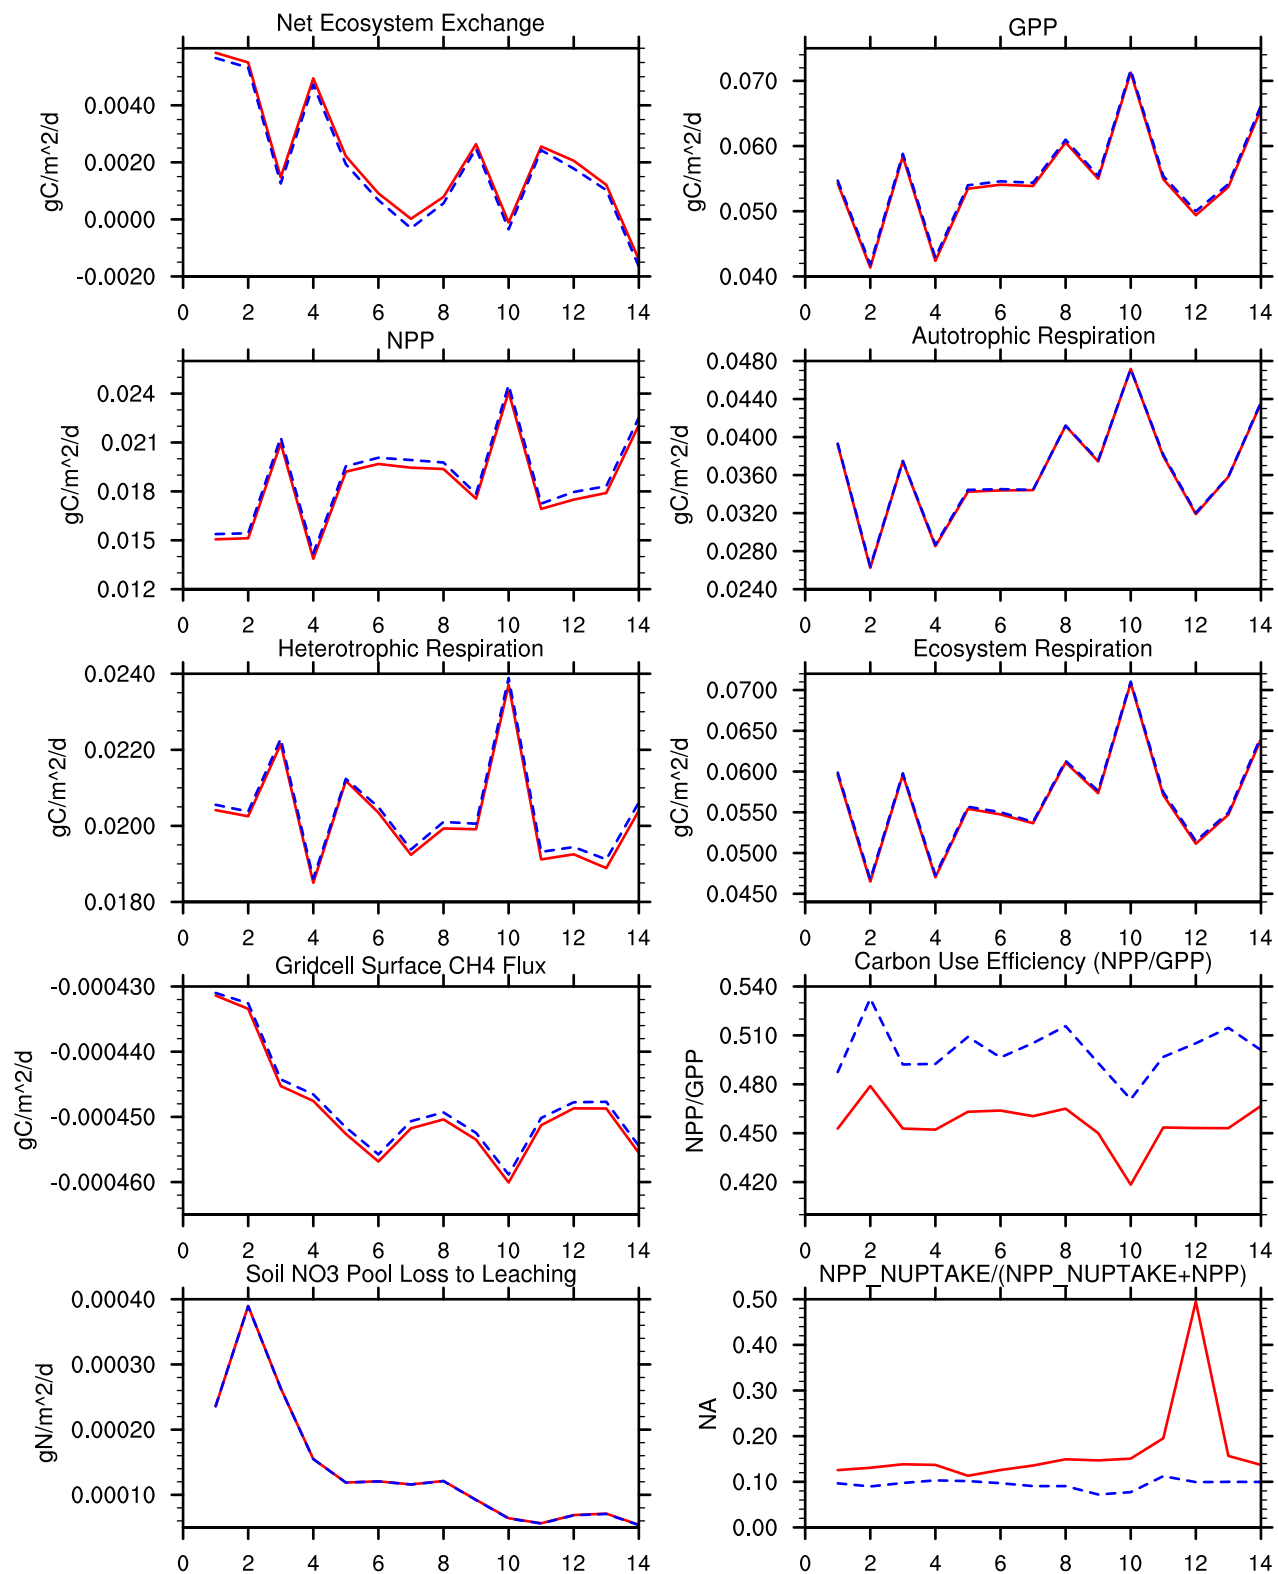 Net Ecosystem Exchange
gC/m^2/d
0.0040
0.0020
0.0000
-0.0020
0 2 4 6 8 10 12 14
GPP
gC/m^2/d
0.070
0.060
0.050
0.040
0 2 4 6 8 10 12 14
NPP
gC/m^2/d
0.024
0.021
0.018
0.015
0.012
0 2 4 6 8 10 12 14
Autotrophic Respiration
gC/m^2/d
0.0480
0.0440
0.0400
0.0360
0.0320
0.0280
0.0240
0 2 4 6 8 10 12 14
Heterotrophic Respiration
gC/m^2/d
0.0240
0.0220
0.0200
0.0180
0 2 4 6 8 10 12 14
Ecosystem Respiration
gC/m^2/d
0.0700
0.0650
0.0600
0.0550
0.0500
0.0450
0 2 4 6 8 10 12 14
Gridcell Surface CH4 Flux
gC/m^2/d
-0.000430
-0.000440
-0.000450
-0.000460
0 2 4 6 8 10 12 14
Carbon Use Efficiency (NPP/GPP)
NPP/GPP
0.540
0.510
0.480
0.450
0.420
0 2 4 6 8 10 12 14
Soil NO3 Pool Loss to Leaching
gN/m^2/d
0.00040
0.00030
0.00020
0.00010
0 2 4 6 8 10 12 14
NPP_NUPTAKE/(NPP_NUPTAKE+NPP)
NA
0.50
0.40
0.30
0.20
0.10
0.00
0 2 4 6 8 10 12 14